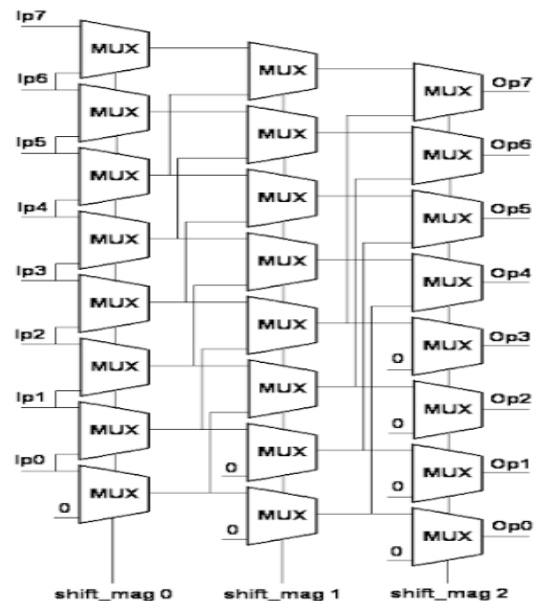 Ip7
MUX
MUX
MUX
Op7
Ip6
MUX
MUX
MUX
Op6
Ip5
MUX
MUX
MUX
Op5
Ip4
MUX
MUX
MUX
Op4
Ip3
MUX
MUX
MUX
Op3
0
Ip2
MUX
MUX
MUX
Op2
0
Ip1
MUX
MUX
MUX
Op1
0
0
Ip0
MUX
MUX
MUX
Op0
0
0
0
shift_mag 0
shift_mag 1
shift_mag 2